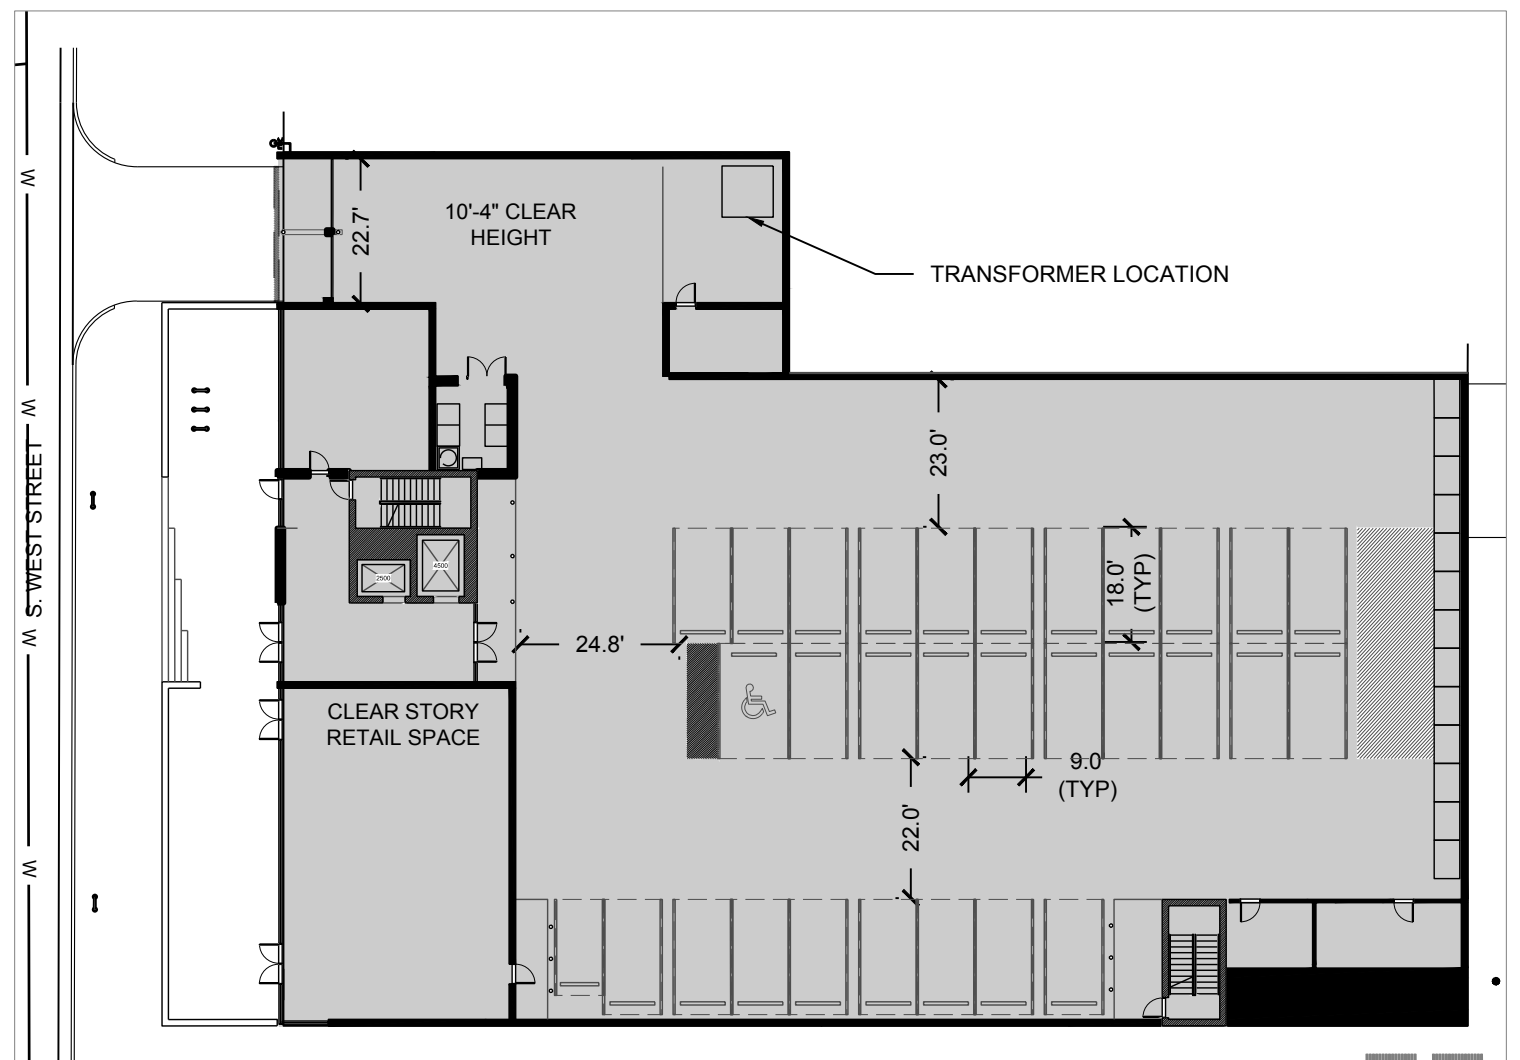 W
22.7'
10'-4" CLEAR
HEIGHT
TRANSFORMER LOCATION
W
S. WEST STREET
23.0'
2500
4500
18.0'
(TYP)
W
24.8'
CLEAR STORY
RETAIL SPACE
9.0
(TYP)
22.0'
W